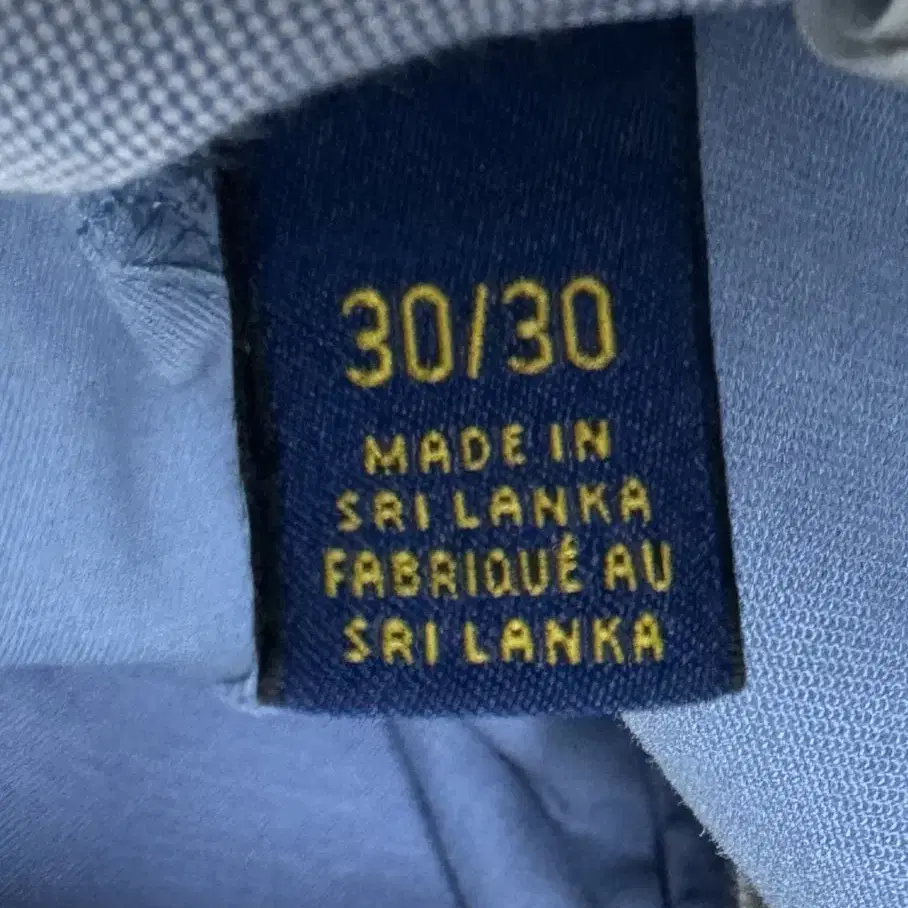 30/30
MADE IN
SRI LANKA
FABRIQUÉ AU
SRI LANKA